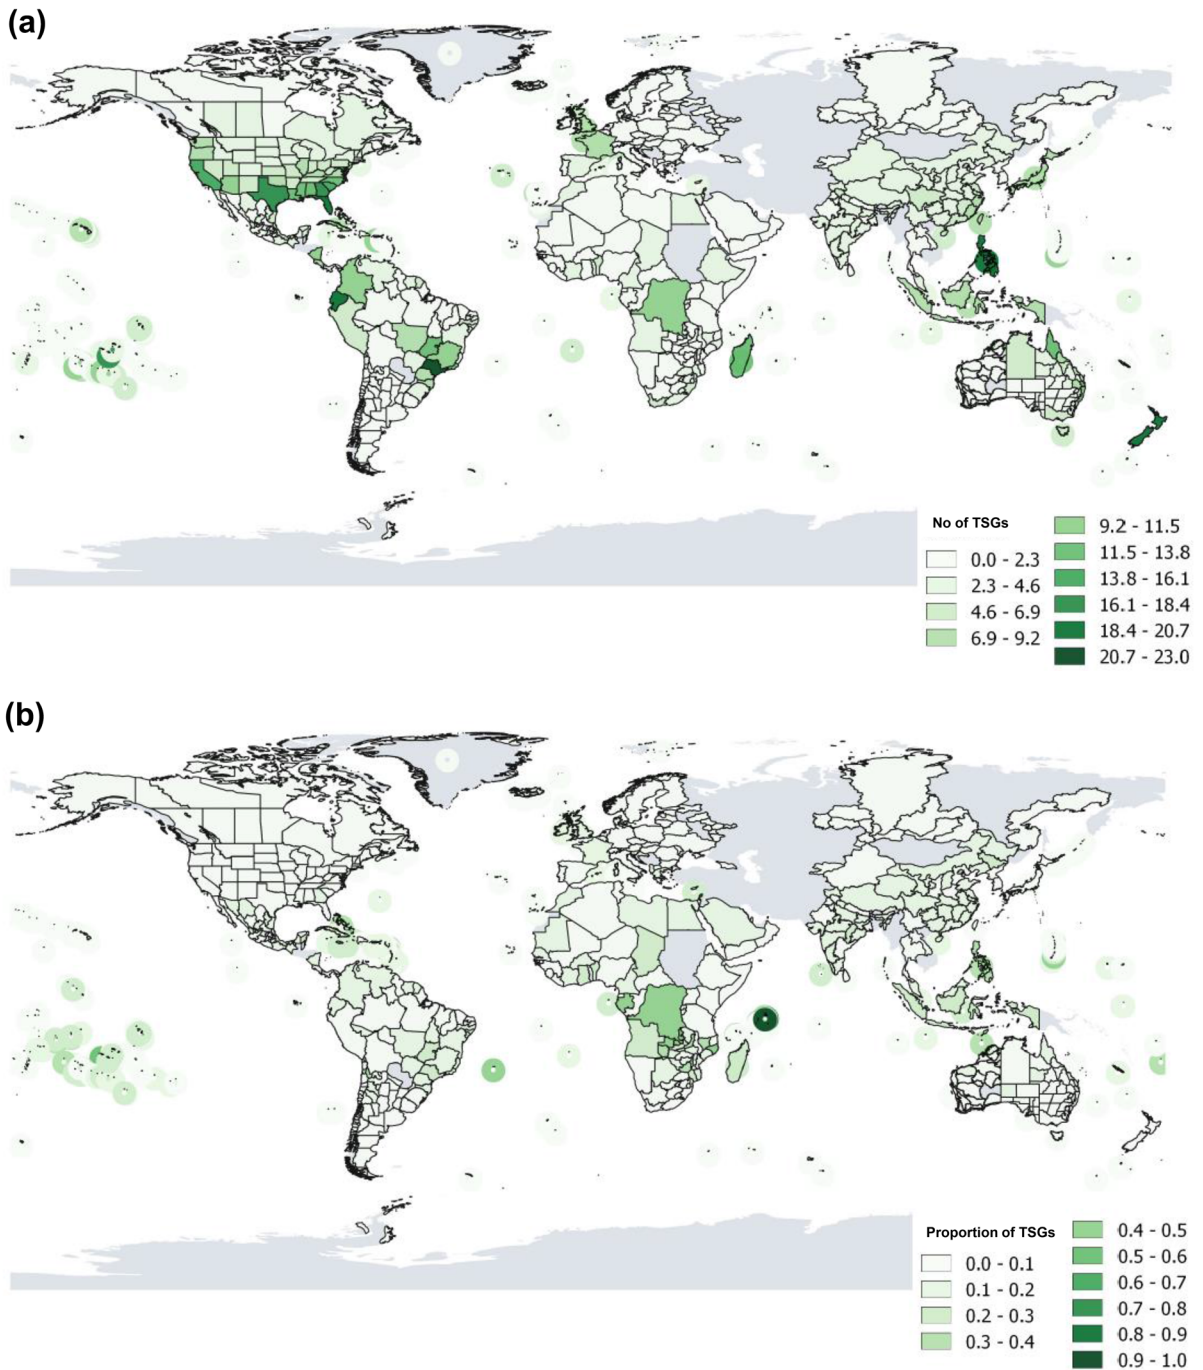 (a)
No of TSGs
0.0 - 2.3
2.3 - 4.6
4.6 - 6.9
6.9 - 9.2
9.2 - 11.5
11.5 - 13.8
13.8 - 16.1
16.1 - 18.4
18.4 - 20.7
20.7 - 23.0
(b)
Proportion of TSGs
0.0 - 0.1
0.1 - 0.2
0.2 - 0.3
0.3 - 0.4
0.4 - 0.5
0.5 - 0.6
0.6 - 0.7
0.7 - 0.8
0.8 - 0.9
0.9 - 1.0